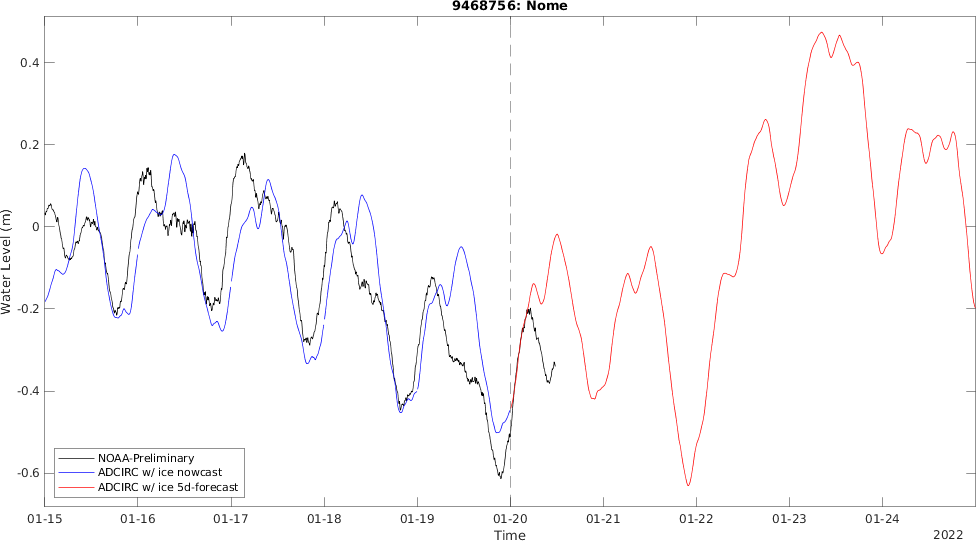 9468756: Nome
0.4
0.2
0
-0.2
-0.4
-0.6
Water Level (m)
NOAA-Preliminary
ADCIRC w/ ice nowcast
ADCIRC w/ ice 5d-forecast
01-15 01-16 01-17 01-18 01-19 01-20 01-21 01-22 01-23 01-24
Time
2022